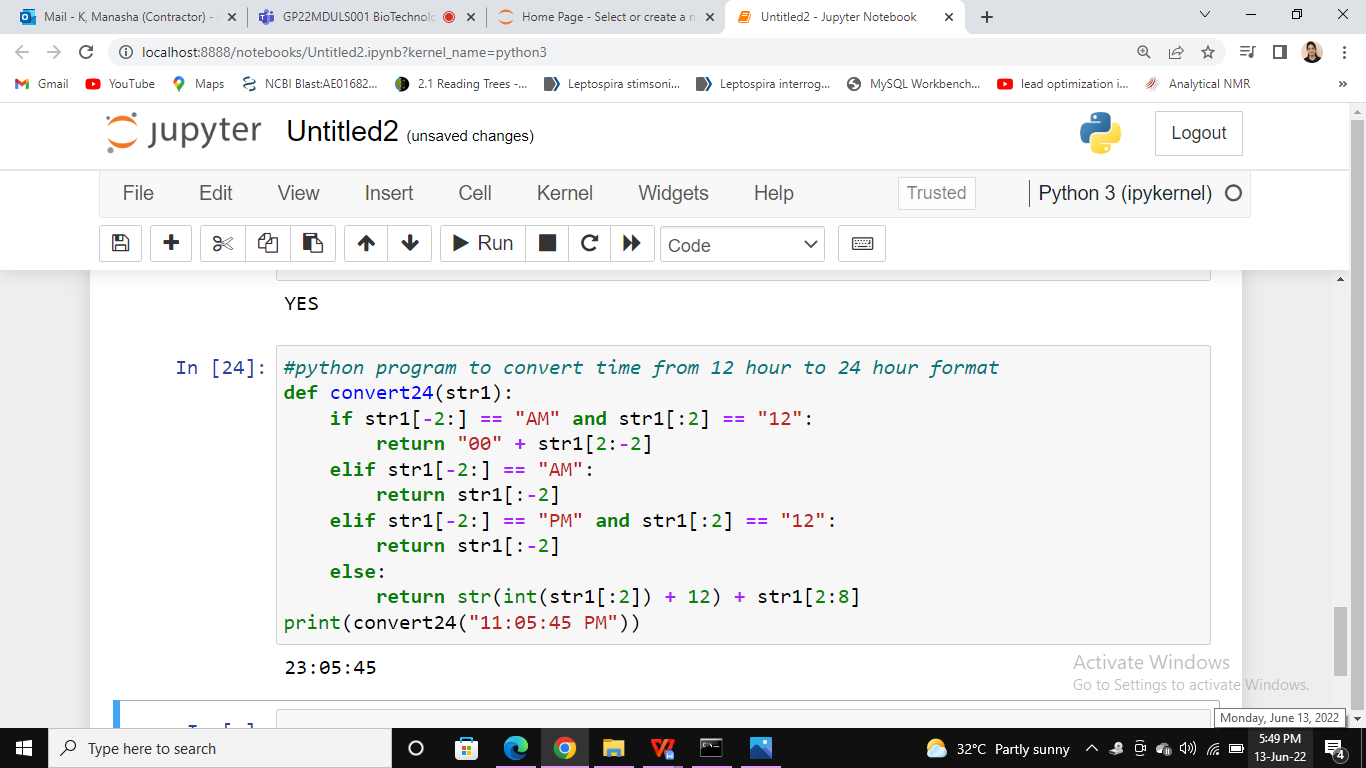 Mail - K, Manasha (Contractor) -
GP22MDULS001 BioTechnolo
Home Page - Select or create a n
Untitled2 - Jupyter Notebook
localhost:8888/notebooks/Untitled2.ipynb?kernel_name=python3
Gmail YouTube Maps NCBI Blast:AE01682... 2.1 Reading Trees -... Leptospira stimsoni... Leptospira interrog... MySQL Workbench... lead optimization i... Analytical NMR »
jupyter Untitled2 (unsaved changes) Logout
File Edit View Insert Cell Kernel Widgets Help Trusted Python 3 (ipykernel)
Run Code
YES
In [24]: #python program to convert time from 12 hour to 24 hour format
def convert24(str1):
    if str1[-2:] == "AM" and str1[:2] == "12":
        return "00" + str1[2:-2]
    elif str1[-2:] == "AM":
        return str1[:-2]
    elif str1[-2:] == "PM" and str1[:2] == "12":
        return str1[:-2]
    else:
        return str(int(str1[:2]) + 12) + str1[2:8]
print(convert24("11:05:45 PM"))
23:05:45
Activate Windows
Go to Settings to activate Windows.
Monday, June 13, 2022
Type here to search
32°C Partly sunny
5:49 PM
13-Jun-22
4